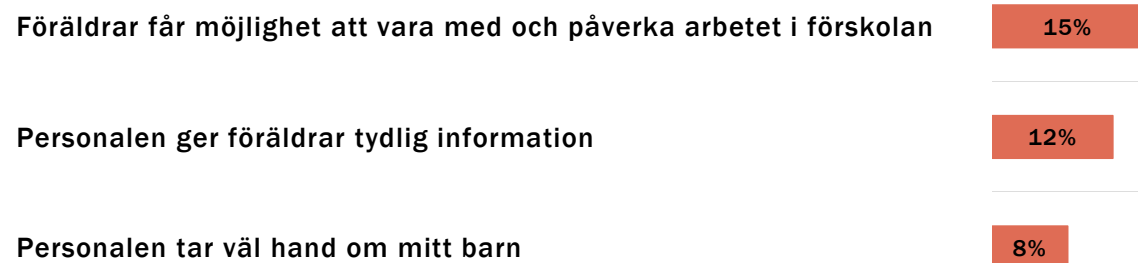 Föräldrar får möjlighet att vara med och påverka arbetet i förskolan 15%
Personalen ger föräldrar tydlig information 12%
Personalen tar väl hand om mitt barn 8%